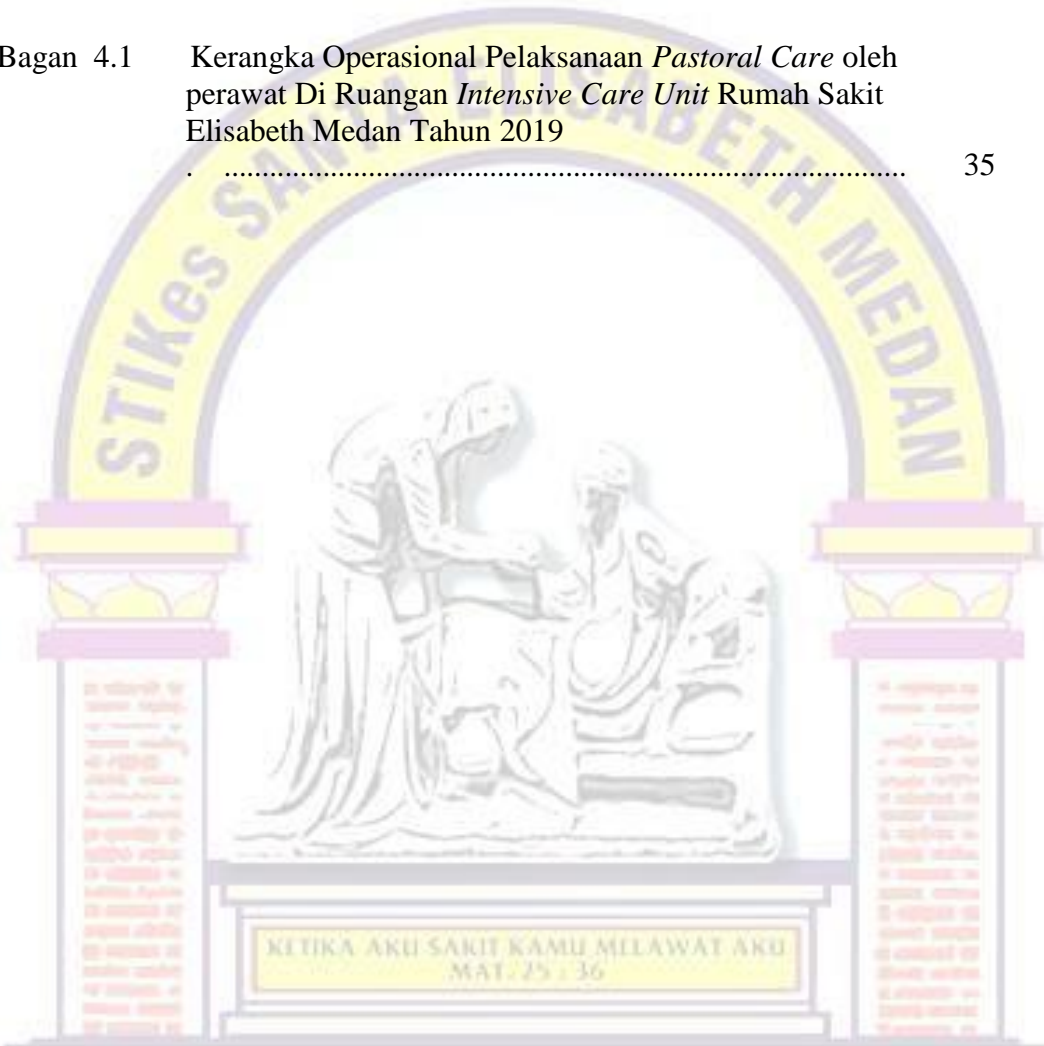 Bagan 4.1 Kerangka Operasional Pelaksanaan Pastoral Care oleh
perawat Di Ruangan Intensive Care Unit Rumah Sakit
Elisabeth Medan Tahun 2019
. ................................................................................ 35
STIKes SANTA ELISABETH MEDAN
KETIKA AKU SAKIT KAMU MELAWAT AKU
MAT. 25 : 36